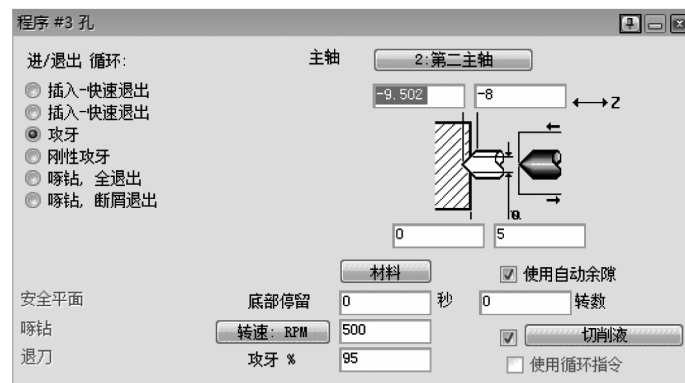 程序 #3 孔
进/退出 循环:
主轴
2:第二主轴
插入-快速退出
插入-快速退出
攻牙
刚性攻牙
啄钻, 全退出
啄钻, 断屑退出
-9.502
-8
Z
0
5
材料
使用自动余隙
安全平面
底部停留
0
秒
0
转数
啄钻
转速: RPM
500
切削液
退刀
攻牙 %
95
使用循环指令